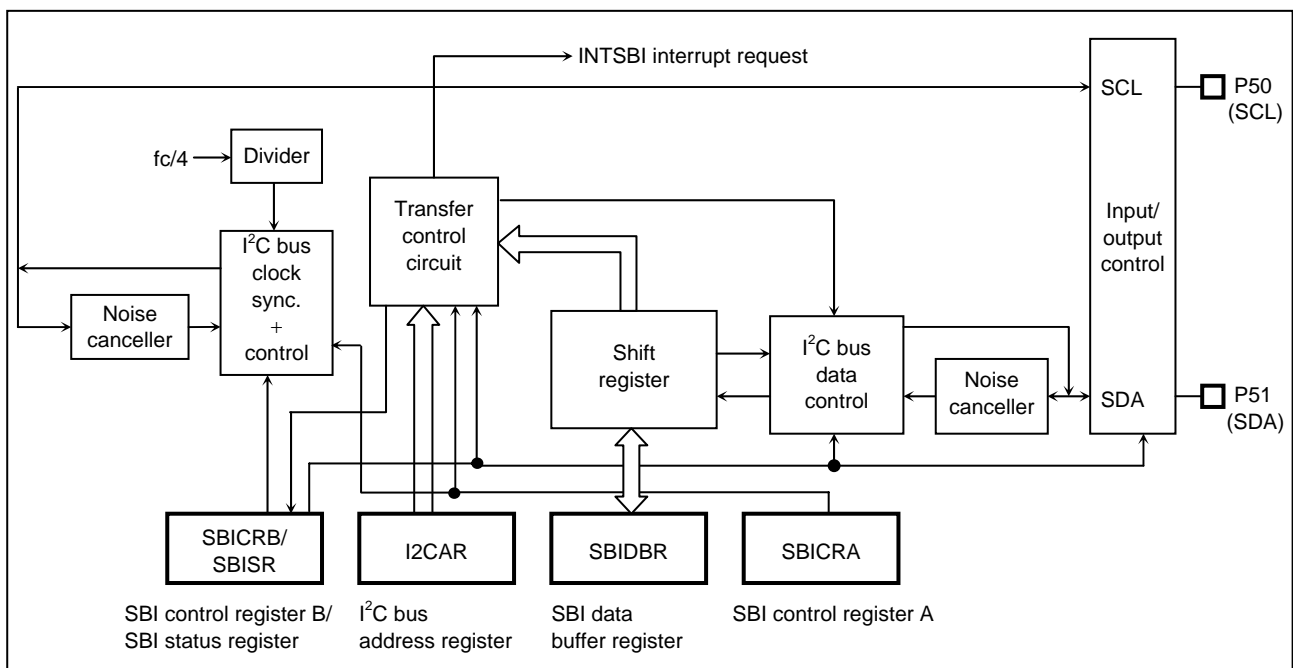 INTSBI interrupt request
SCL
P50
(SCL)
fc/4
Divider
Transfer
control
circuit
Input/
output
control
I²C bus
clock
sync.
+
control
Noise
canceller
Shift
register
I²C bus
data
control
Noise
canceller
SDA
P51
(SDA)
SBICRB/
SBISR
I2CAR
SBIDBR
SBICRA
SBI control register B/
SBI status register
I²C bus
address register
SBI data
buffer register
SBI control register A